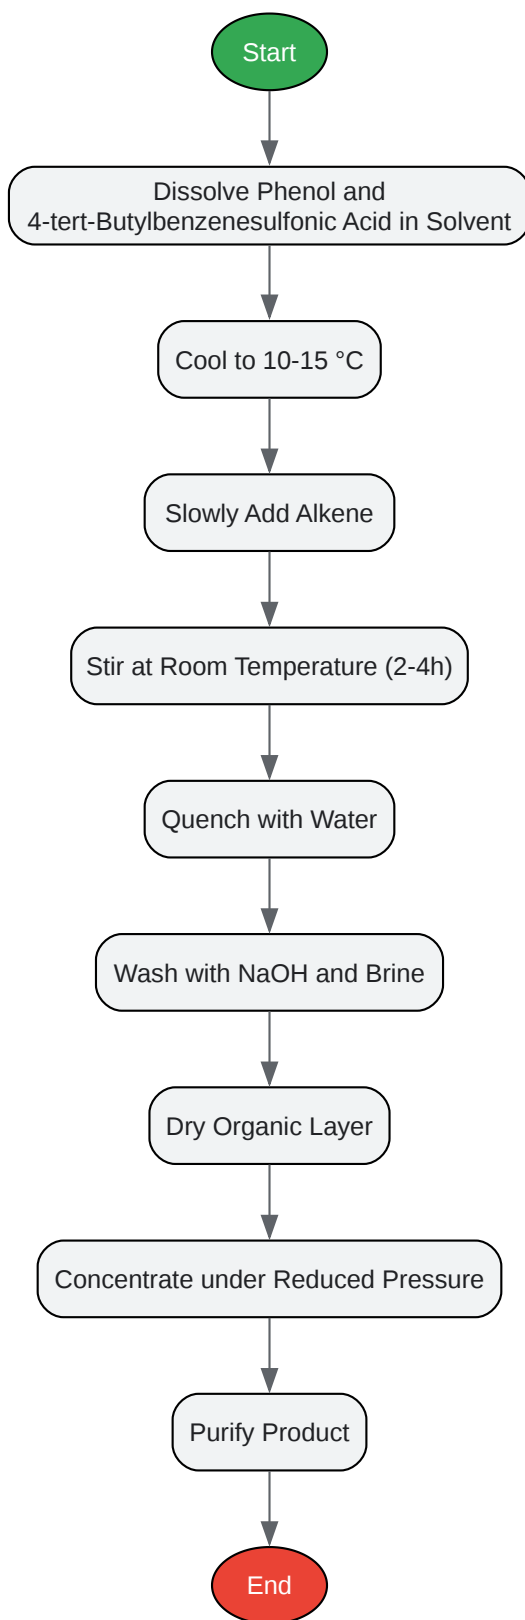 Start
Dissolve Phenol and
4-tert-Butylbenzenesulfonic Acid in Solvent
Cool to 10-15 °C
Slowly Add Alkene
Stir at Room Temperature (2-4h)
Quench with Water
Wash with NaOH and Brine
Dry Organic Layer
Concentrate under Reduced Pressure
Purify Product
End